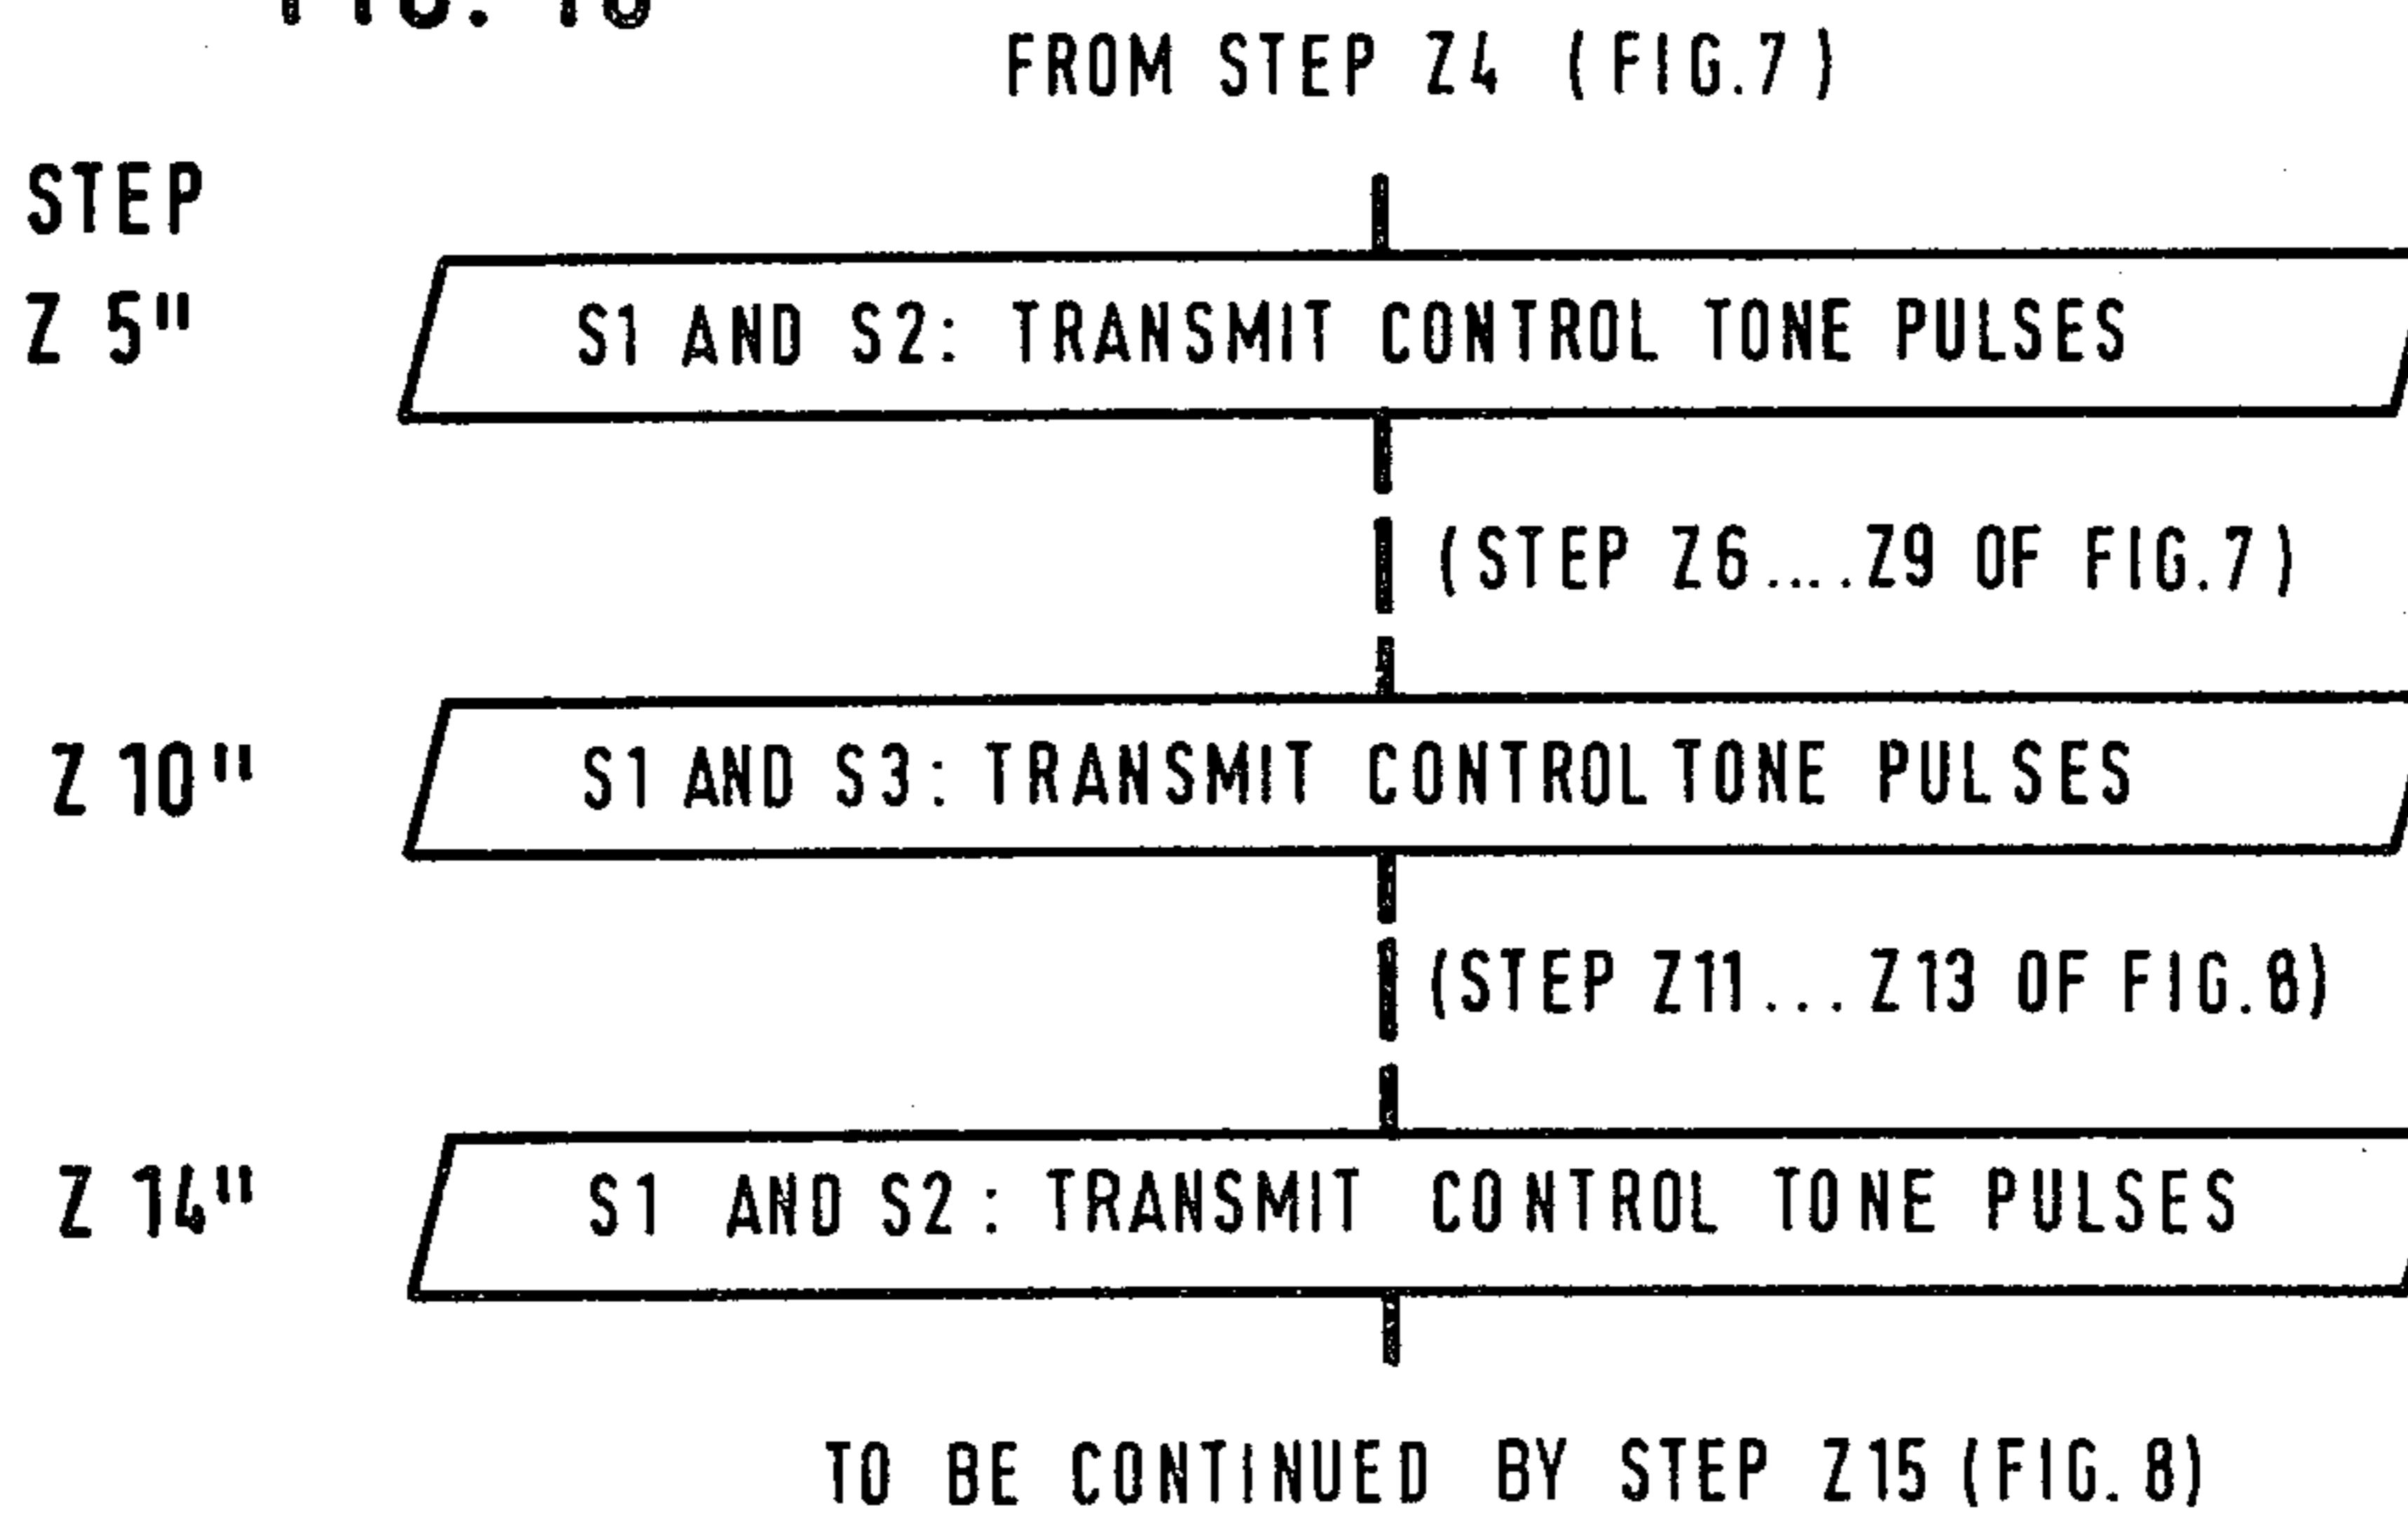 FROM STEP Z4 (FIG.7)
STEP
Z 5"
S1 AND S2: TRANSMIT CONTROL TONE PULSES
(STEP Z6....Z9 OF FIG.7)
Z 10"
S1 AND S3: TRANSMIT CONTROL TONE PULSES
(STEP Z11...Z13 OF FIG.8)
Z 14"
S1 AND S2: TRANSMIT CONTROL TONE PULSES
TO BE CONTINUED BY STEP Z15 (FIG. 8)